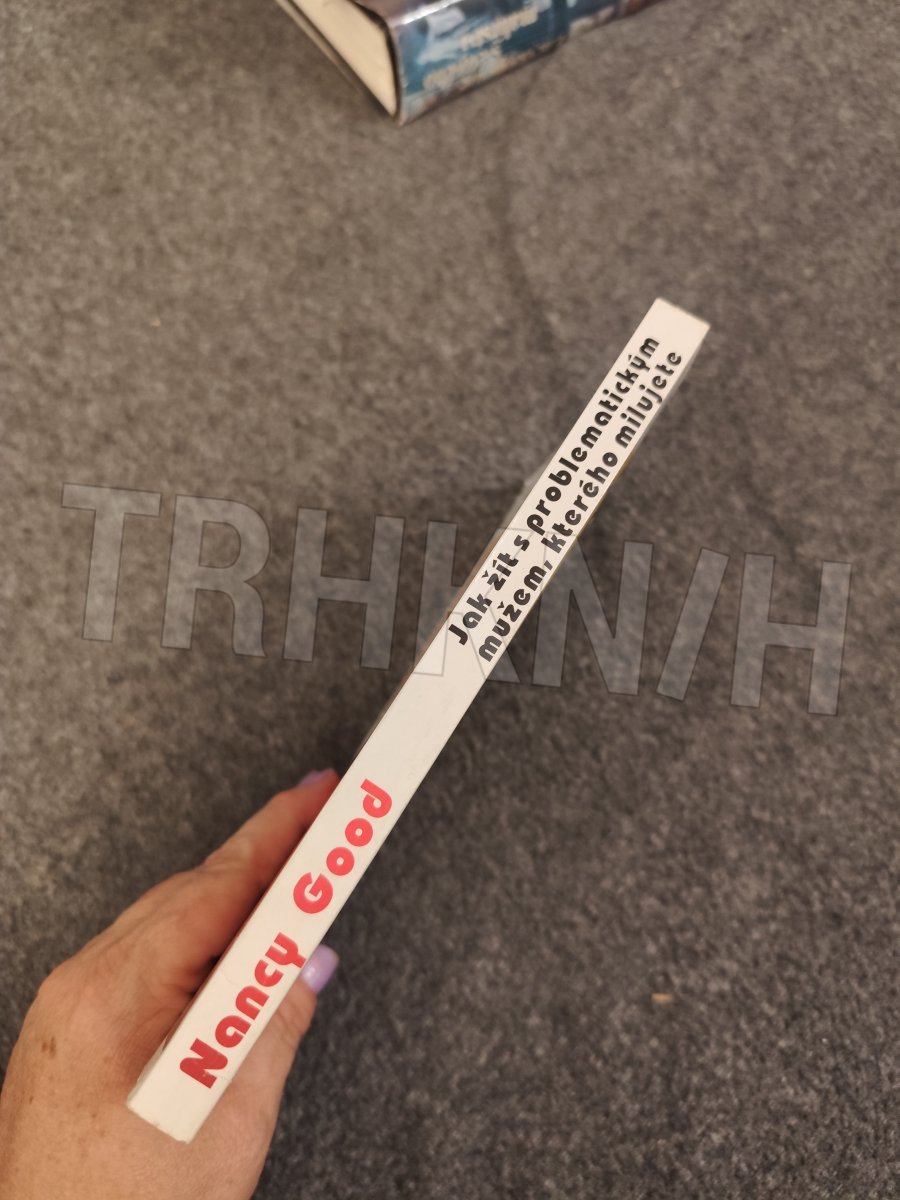 Nancy Good
Jak žít s problematickým
mužem, kterého milujete
TRHKNIH